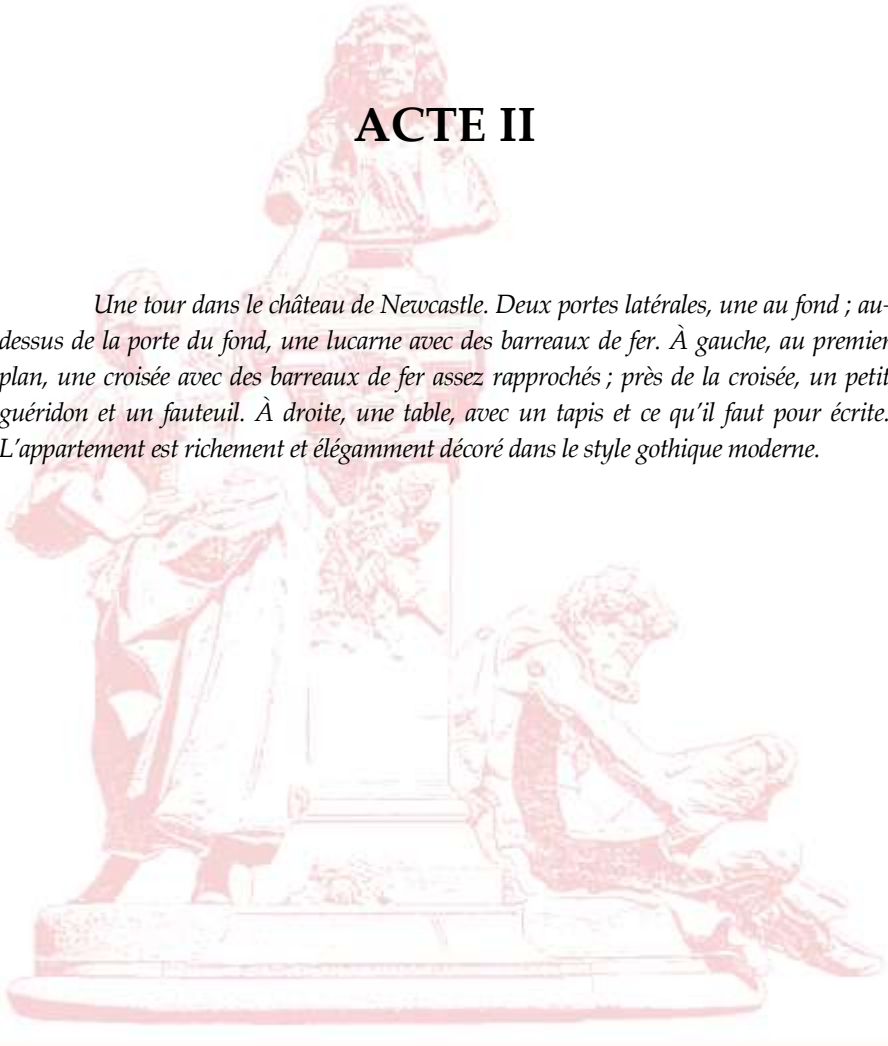 ACTE II
Une tour dans le château de Newcastle. Deux portes latérales, une au fond ; au-
dessus de la porte du fond, une lucarne avec des barreaux de fer. À gauche, au premier
plan, une croisée avec des barreaux de fer assez rapprochés ; près de la croisée, un petit
guéridon et un fauteuil. À droite, une table, avec un tapis et ce qu’il faut pour écrite.
L’appartement est richement et élégamment décoré dans le style gothique moderne.